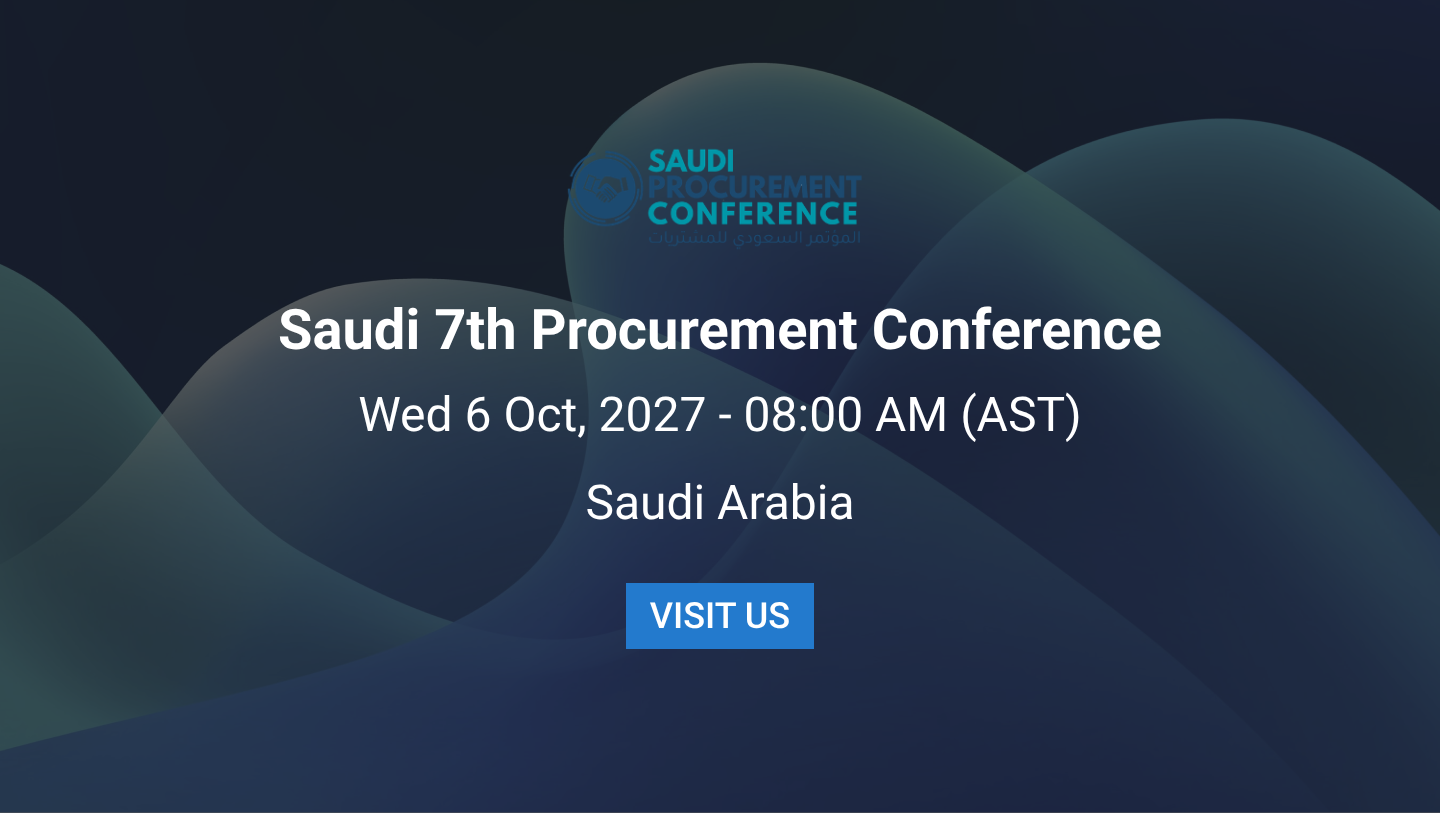 SAUDI
PROCUREMENT
CONFERENCE
المؤتمر السعودي للمشتريات
Saudi 7th Procurement Conference
Wed 6 Oct, 2027 - 08:00 AM (AST)
Saudi Arabia
VISIT US